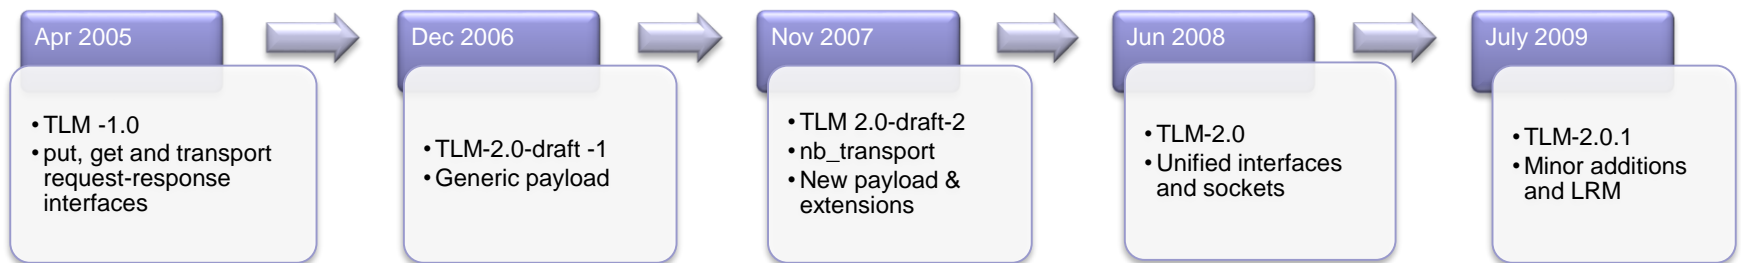 Apr 2005
• TLM -1.0
• put, get and transport
request-response
interfaces
Dec 2006
• TLM-2.0-draft -1
• Generic payload
Nov 2007
• TLM 2.0-draft-2
• nb_transport
• New payload &
extensions
Jun 2008
• TLM-2.0
• Unified interfaces
and sockets
July 2009
• TLM-2.0.1
• Minor additions
and LRM